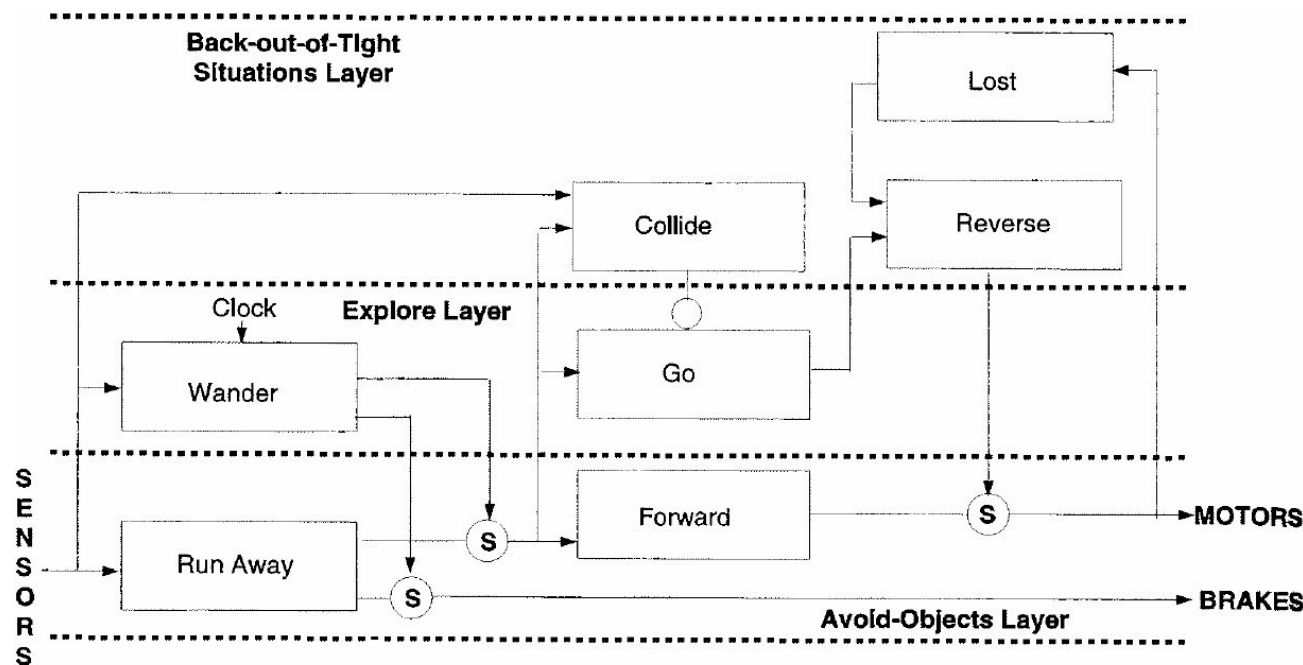 Back-out-of-TIght
Situations Layer
Lost
Collide
Reverse
Clock
Explore Layer
Wander
Go
S
E
N
S
O
R
S
Run Away
S
S
Forward
S
MOTORS
BRAKES
Avoid-Objects Layer